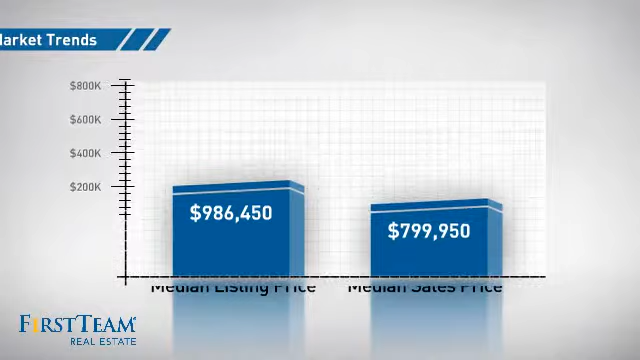 Market Trends
$800K
$600K
$400K
$200K
$986,450
$799,950
Median Listing Price
Median Sales Price
FIRSTTEAM®
REAL ESTATE